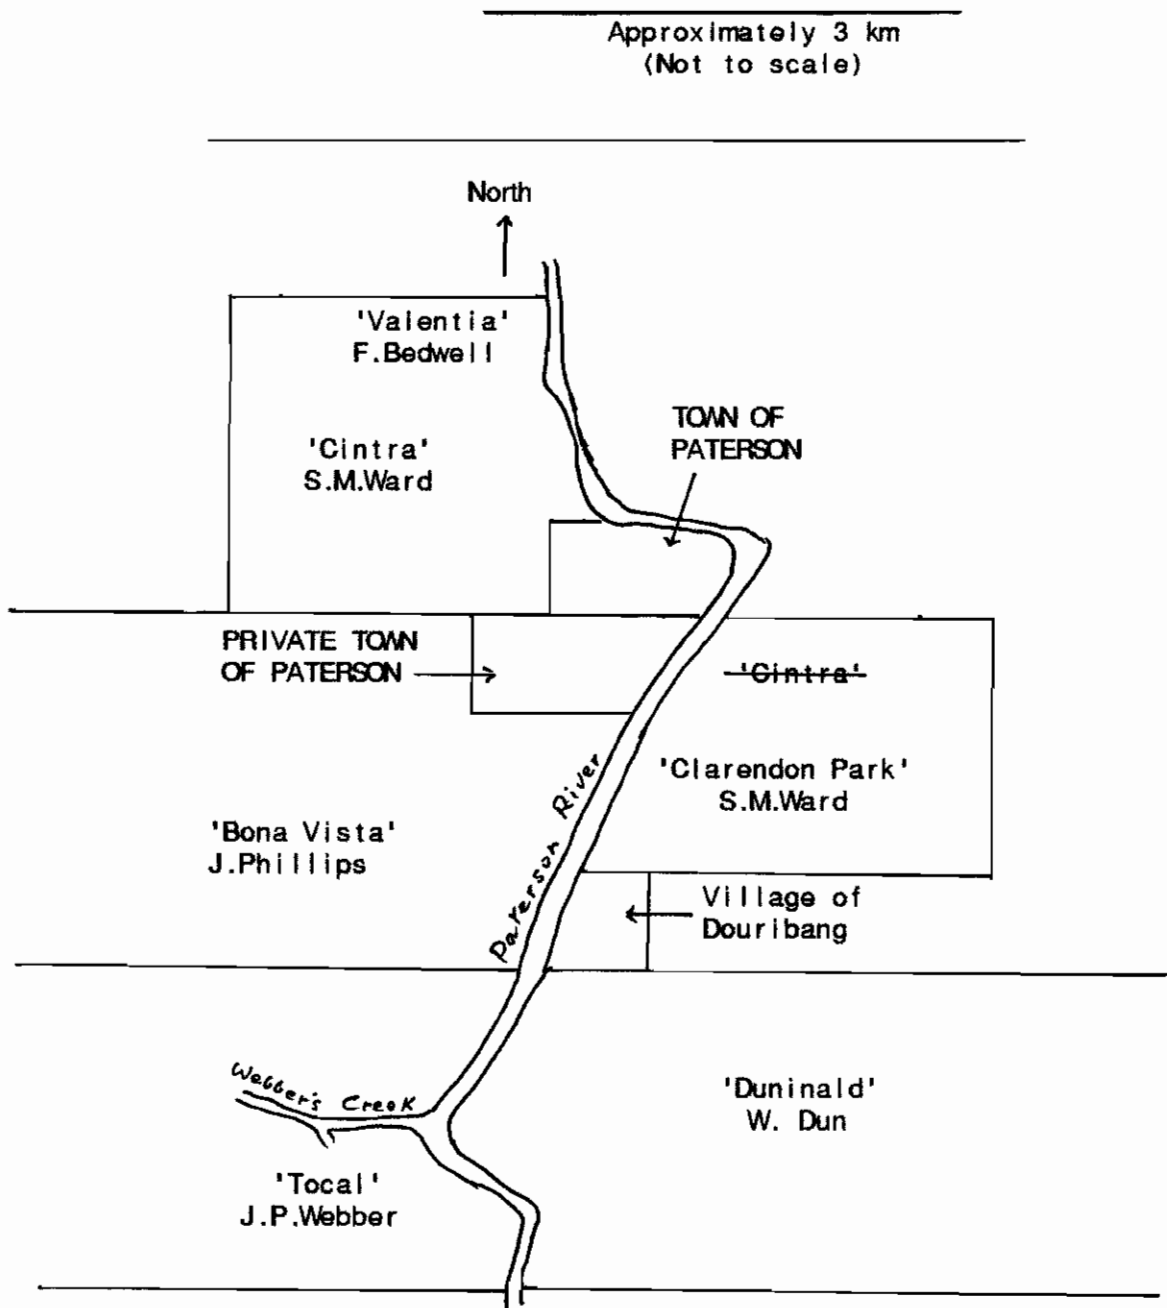 Approximately 3 km
(Not to scale)
North
'Valentia'
F.Bedwell
'Cintra'
S.M.Ward
TOWN OF
PATERSON
PRIVATE TOWN
OF PATERSON
'Cintra'
'Clarendon Park'
S.M.Ward
Paterson River
'Bona Vista'
J.Phillips
Village of
Douribang
Webber's Creek
'Duninald'
W. Dun
'Tocal'
J.P.Webber